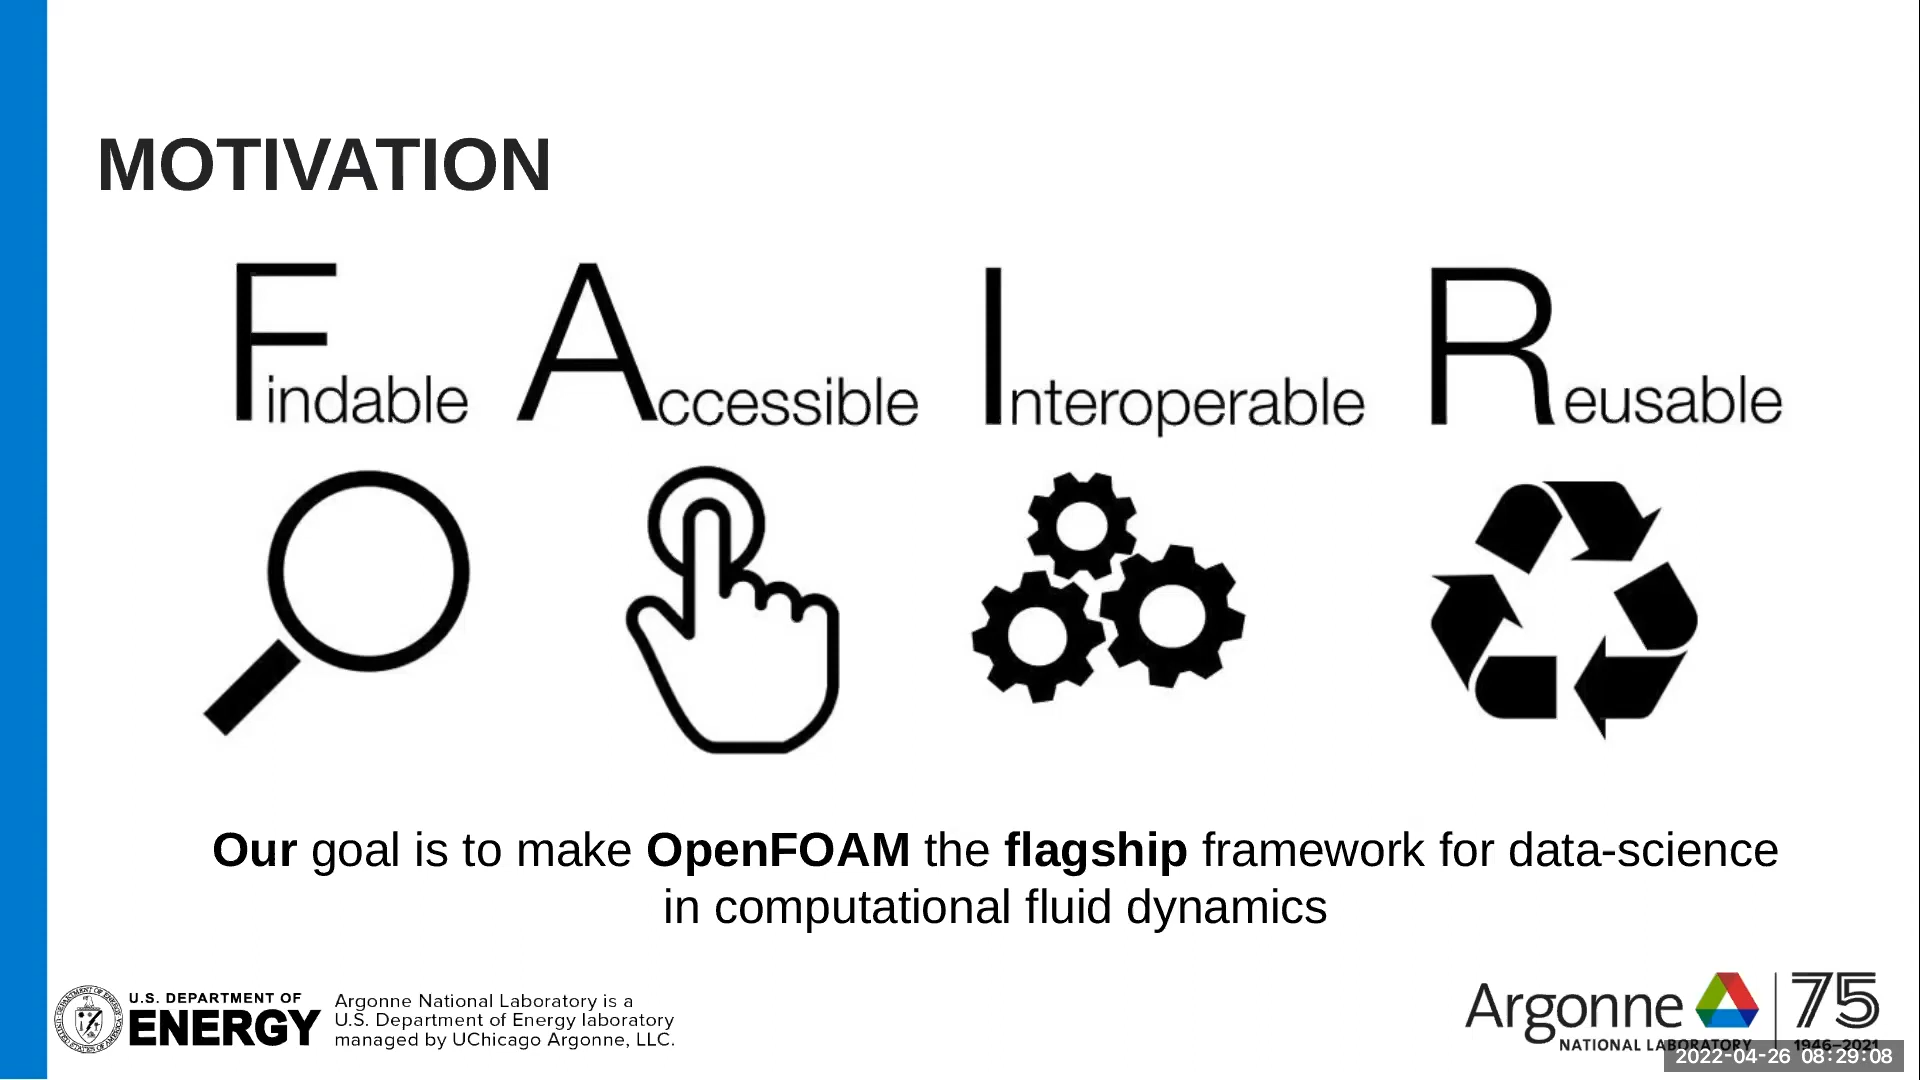 MOTIVATION
Findable Accessible Interoperable Reusable
Our goal is to make OpenFOAM the flagship framework for data-science
in computational fluid dynamics
U.S. DEPARTMENT OF
ENERGY
Argonne National Laboratory is a
U.S. Department of Energy laboratory
managed by UChicago Argonne, LLC.
Argonne
NATIONAL LABORATORY
75
1946–2021
2022-04-26 08:29:08